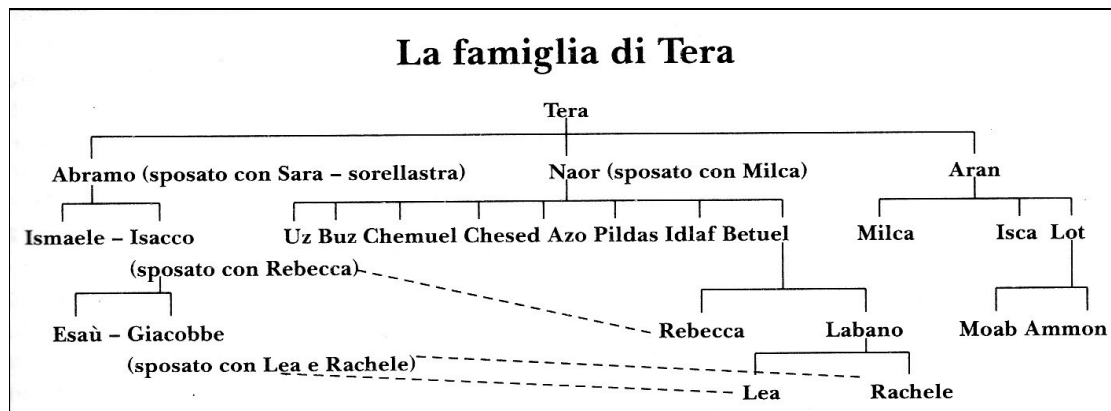 La famiglia di Tera
Tera
Abramo (sposato con Sara – sorellastra) Naor (sposato con Milca) Aran
Ismaele – Isacco Uz Buz Chemuel Chesed Azo Pildas Idlaf Betuel Milca Isca Lot
(sposato con Rebecca)
Esaù – Giacobbe Rebecca Labano Moab Ammon
(sposato con Lea e Rachele)
Lea Rachele